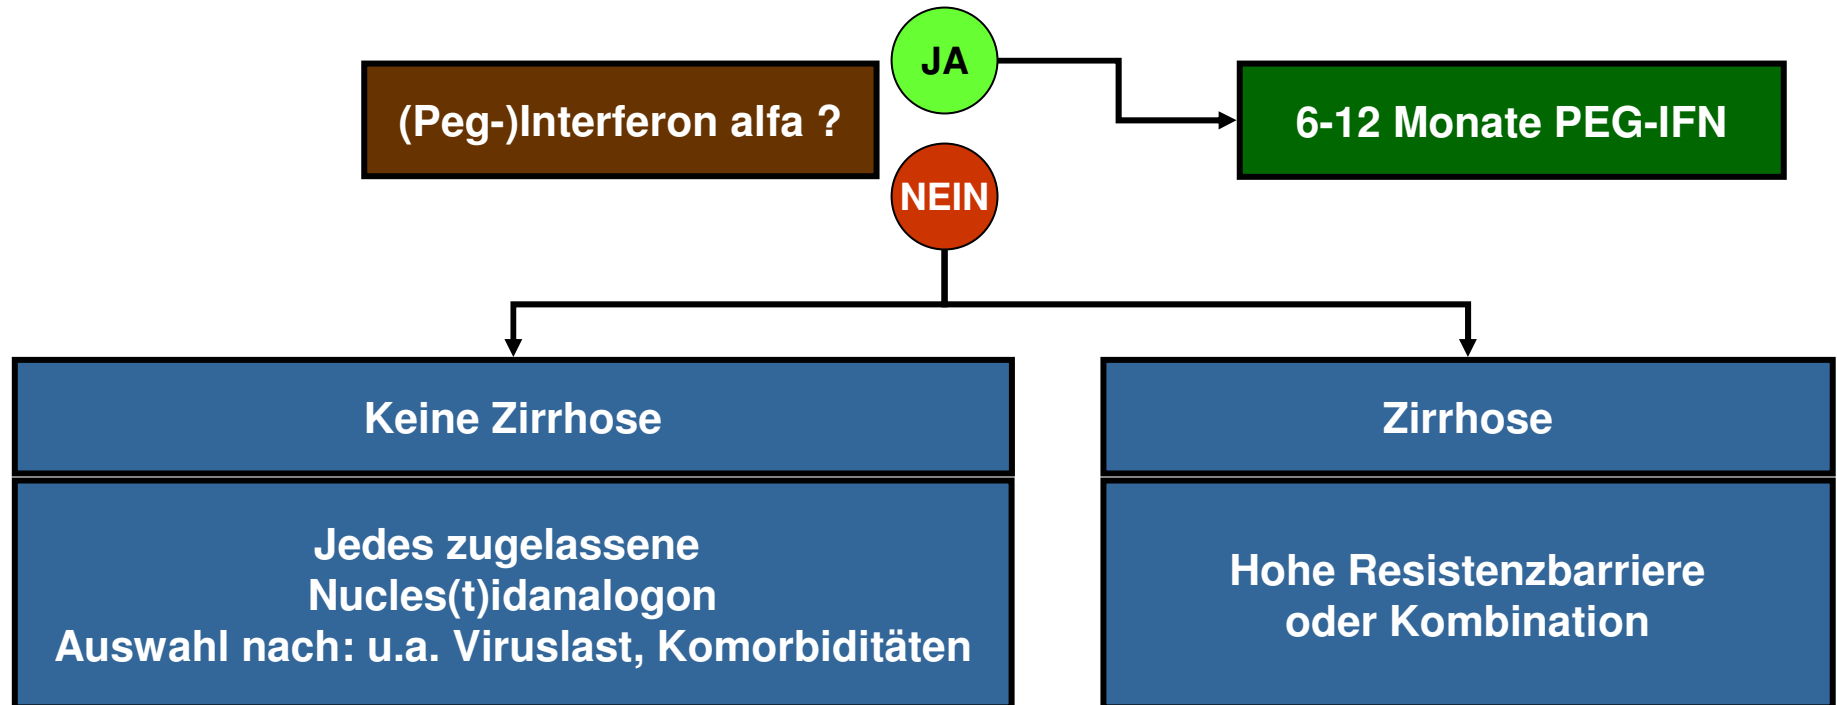 JA
(Peg-)Interferon alfa ?
6-12 Monate PEG-IFN
NEIN
Keine Zirrhose
Zirrhose
Jedes zugelassene
Nucles(t)idanalogon
Auswahl nach: u.a. Viruslast, Komorbiditäten
Hohe Resistenzbarriere
oder Kombination